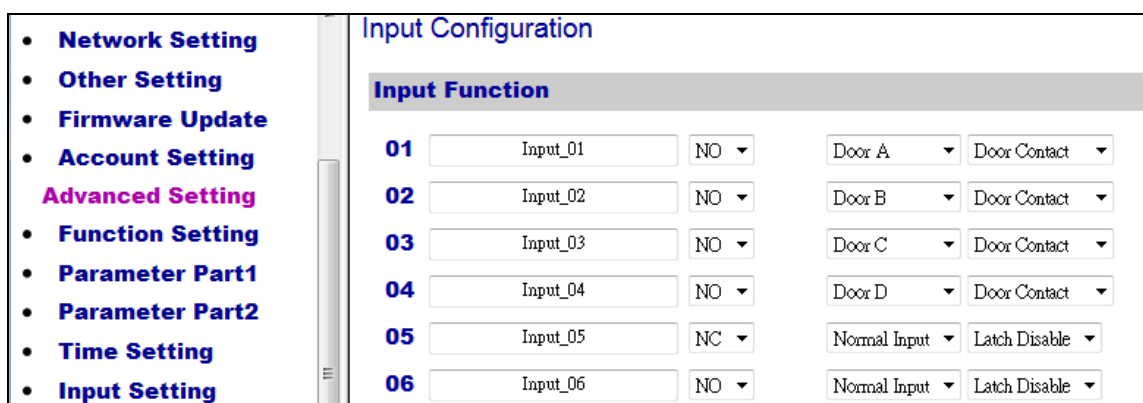 Network Setting
Other Setting
Firmware Update
Account Setting
Advanced Setting
Function Setting
Parameter Part1
Parameter Part2
Time Setting
Input Setting
Input Configuration
Input Function
01 Input_01 NO Door A Door Contact
02 Input_02 NO Door B Door Contact
03 Input_03 NO Door C Door Contact
04 Input_04 NO Door D Door Contact
05 Input_05 NC Normal Input Latch Disable
06 Input_06 NO Normal Input Latch Disable